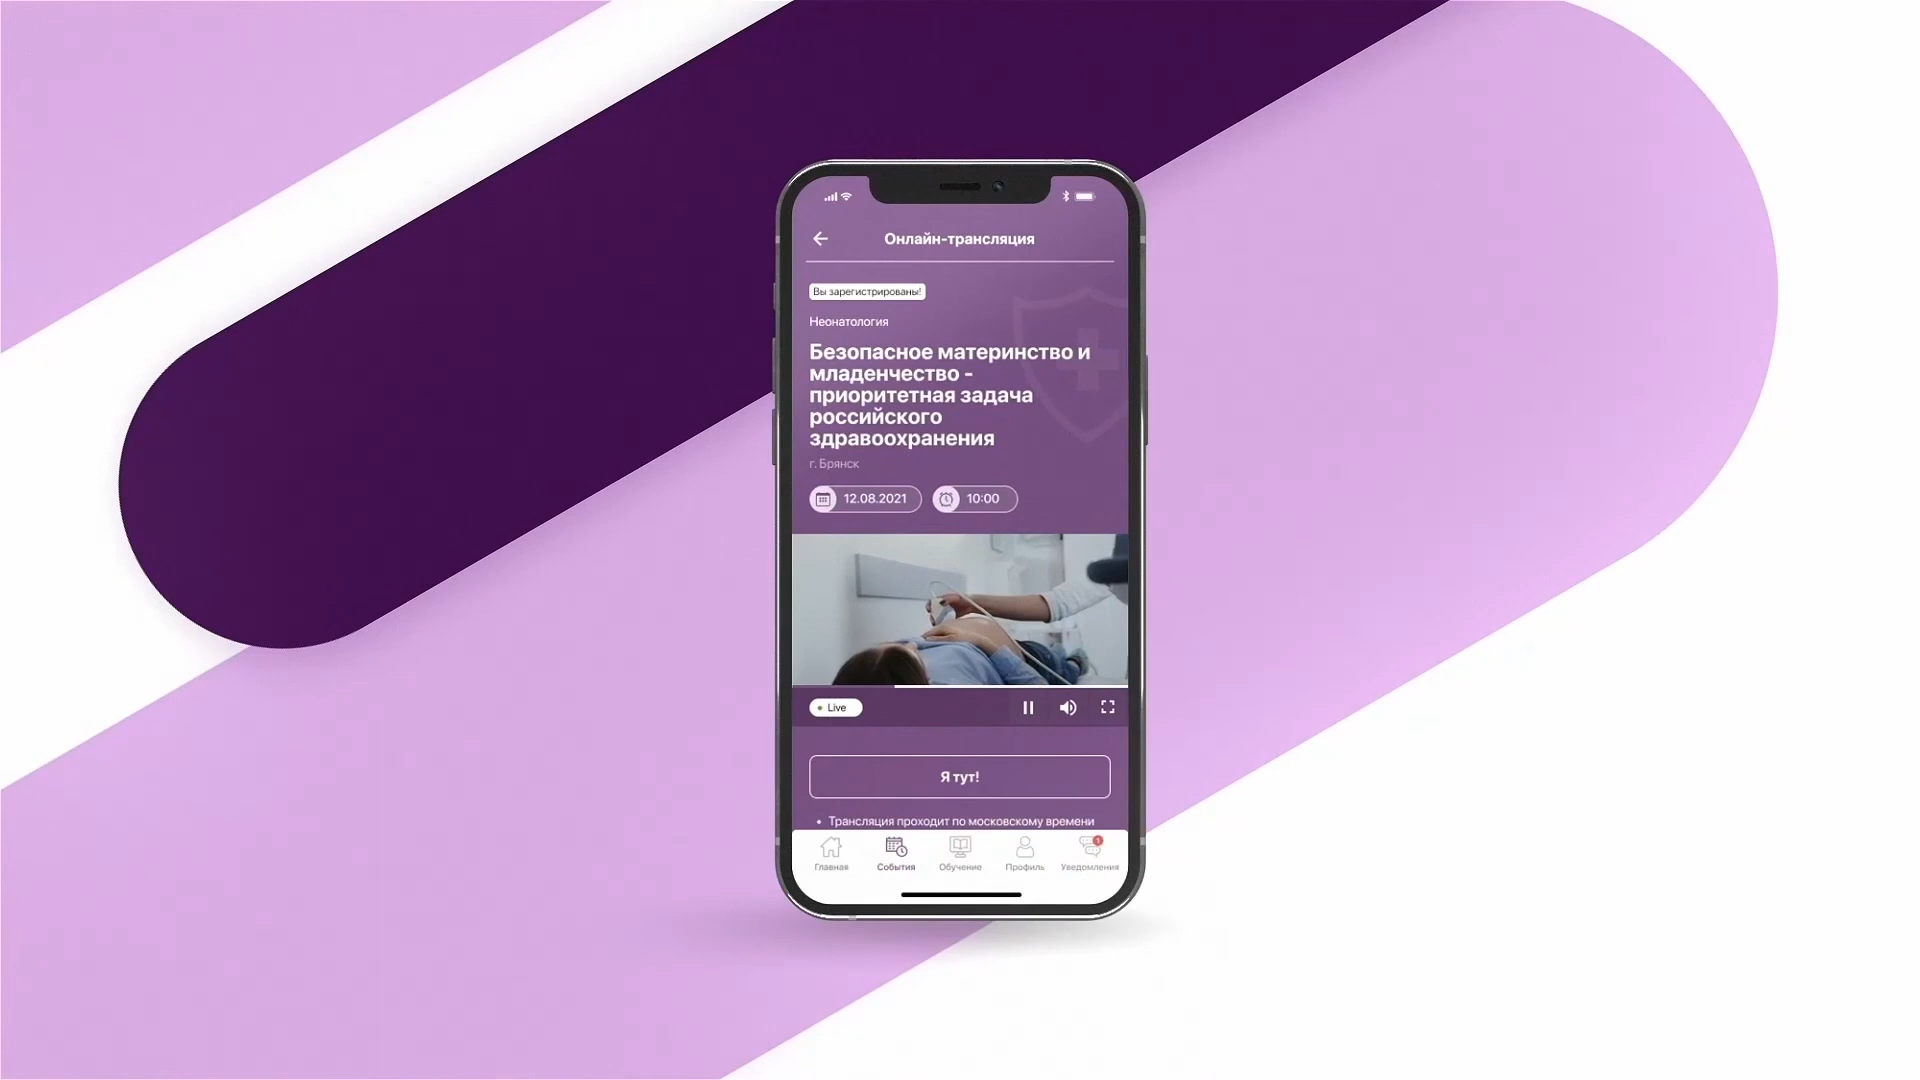 Онлайн-трансляция
Вы зарегистрированы!
Неонатология
Безопасное материнство и
младенчество -
приоритетная задача
российского
здравоохранения
г. Брянск
12.08.2021 10:00
Live
Я тут!
• Трансляция проходит по московскому времени
Главная События Обучение Профиль Уведомления
1